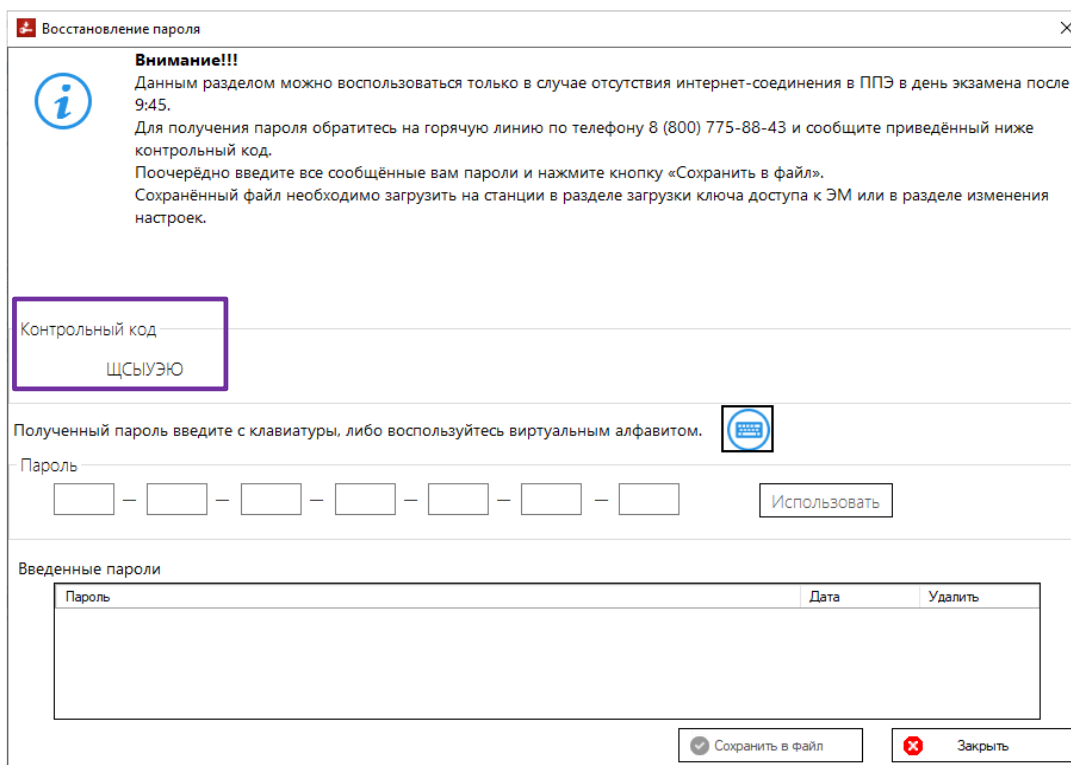 Восстановление пароля
Внимание!!!
Данным разделом можно воспользоваться только в случае отсутствия интернет-соединения в ППЭ в день экзамена после
9:45.
Для получения пароля обратитесь на горячую линию по телефону 8 (800) 775-88-43 и сообщите приведённый ниже
контрольный код.
Поочерёдно введите все сообщённые вам пароли и нажмите кнопку «Сохранить в файл».
Сохранённый файл необходимо загрузить на станции в разделе загрузки ключа доступа к ЭМ или в разделе изменения
настроек.
Контрольный код
ЩСЫУЭЮ
Полученный пароль введите с клавиатуры, либо воспользуйтесь виртуальным алфавитом.
Пароль
— — — — — — Использовать
Введенные пароли
Пароль Дата Удалить
Сохранить в файл Закрыть